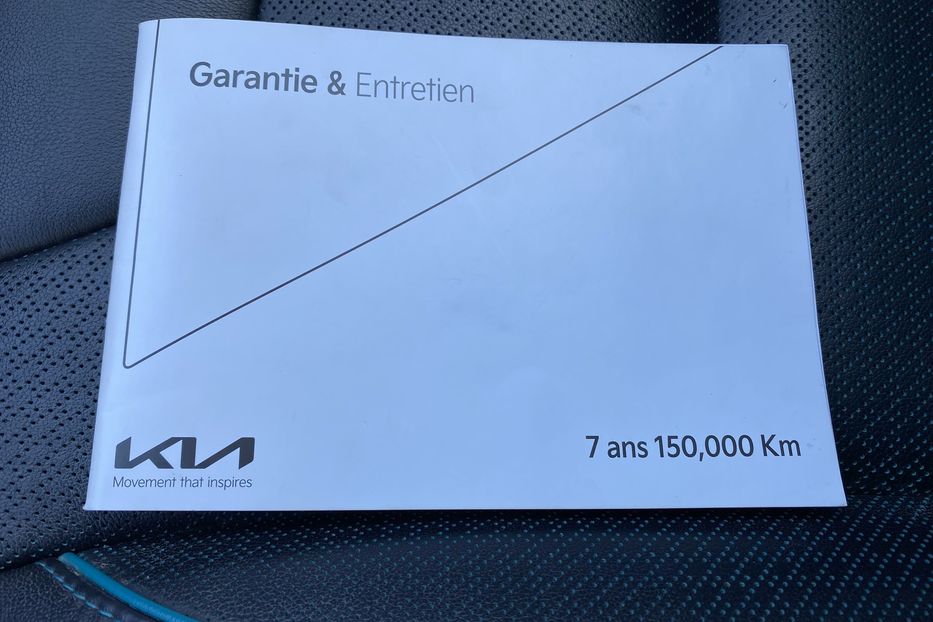 Garantie & Entretien
KIA
Movement that inspires
7 ans 150,000 Km